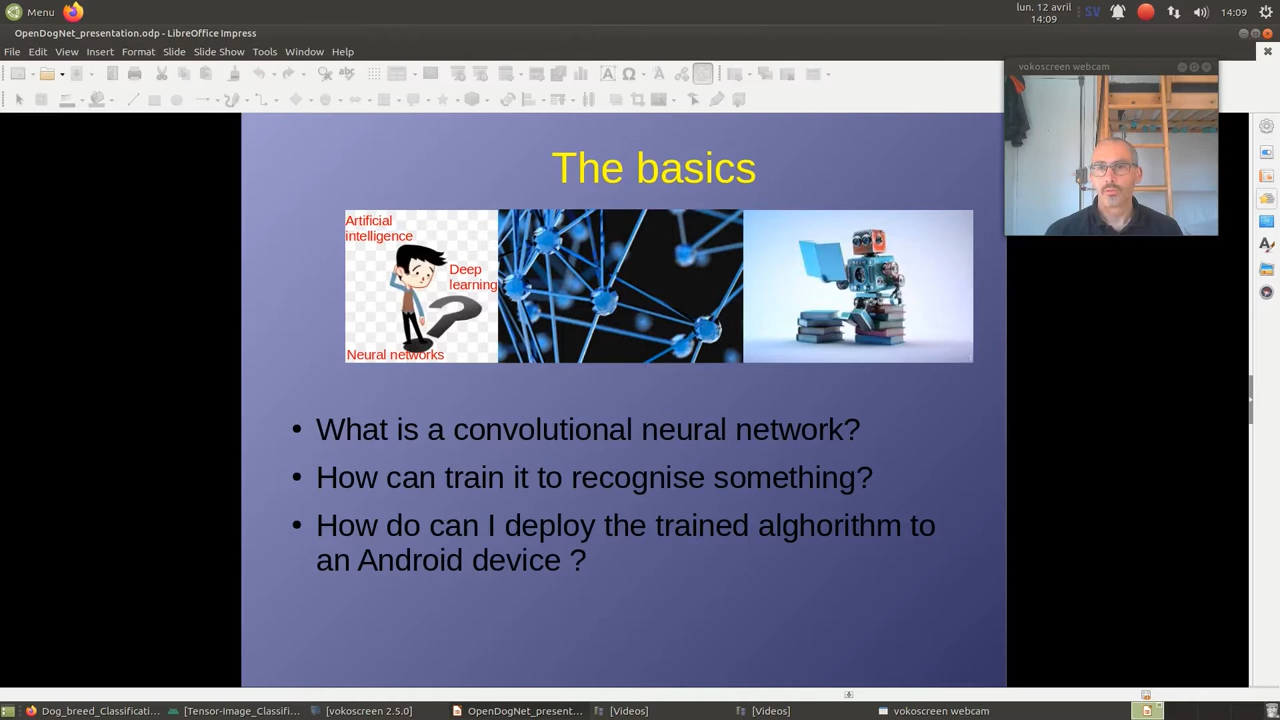 Menu
lun. 12 avril
14:09
SV
14:09
OpenDogNet_presentation.odp - LibreOffice Impress
File Edit View Insert Format Slide Slide Show Tools Window Help
vokoscreen webcam
The basics
Artificial
intelligence
Deep
learning
Neural networks
• What is a convolutional neural network?
• How can train it to recognise something?
• How do can I deploy the trained alghorithm to
an Android device ?
Dog_breed_Classificati... [Tensor-Image_Classifi... [vokoscreen 2.5.0] OpenDogNet_present... [Videos] [Videos] vokoscreen webcam